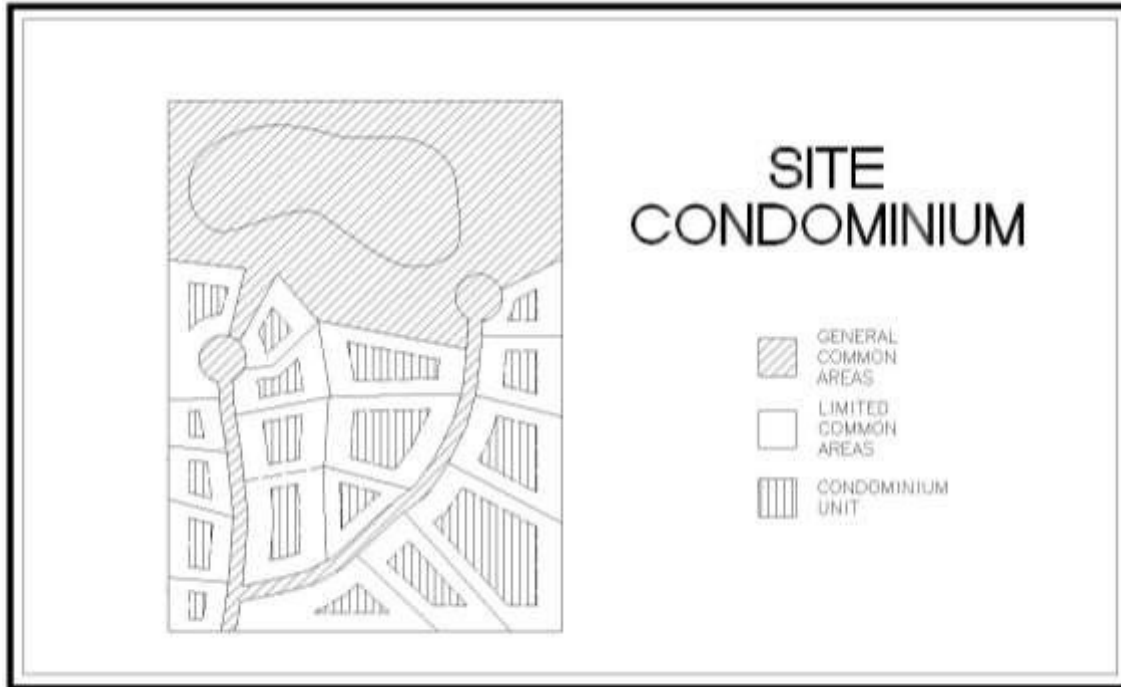 SITE
CONDOMINIUM
GENERAL
COMMON
AREAS
LIMITED
COMMON
AREAS
CONDOMINIUM
UNIT